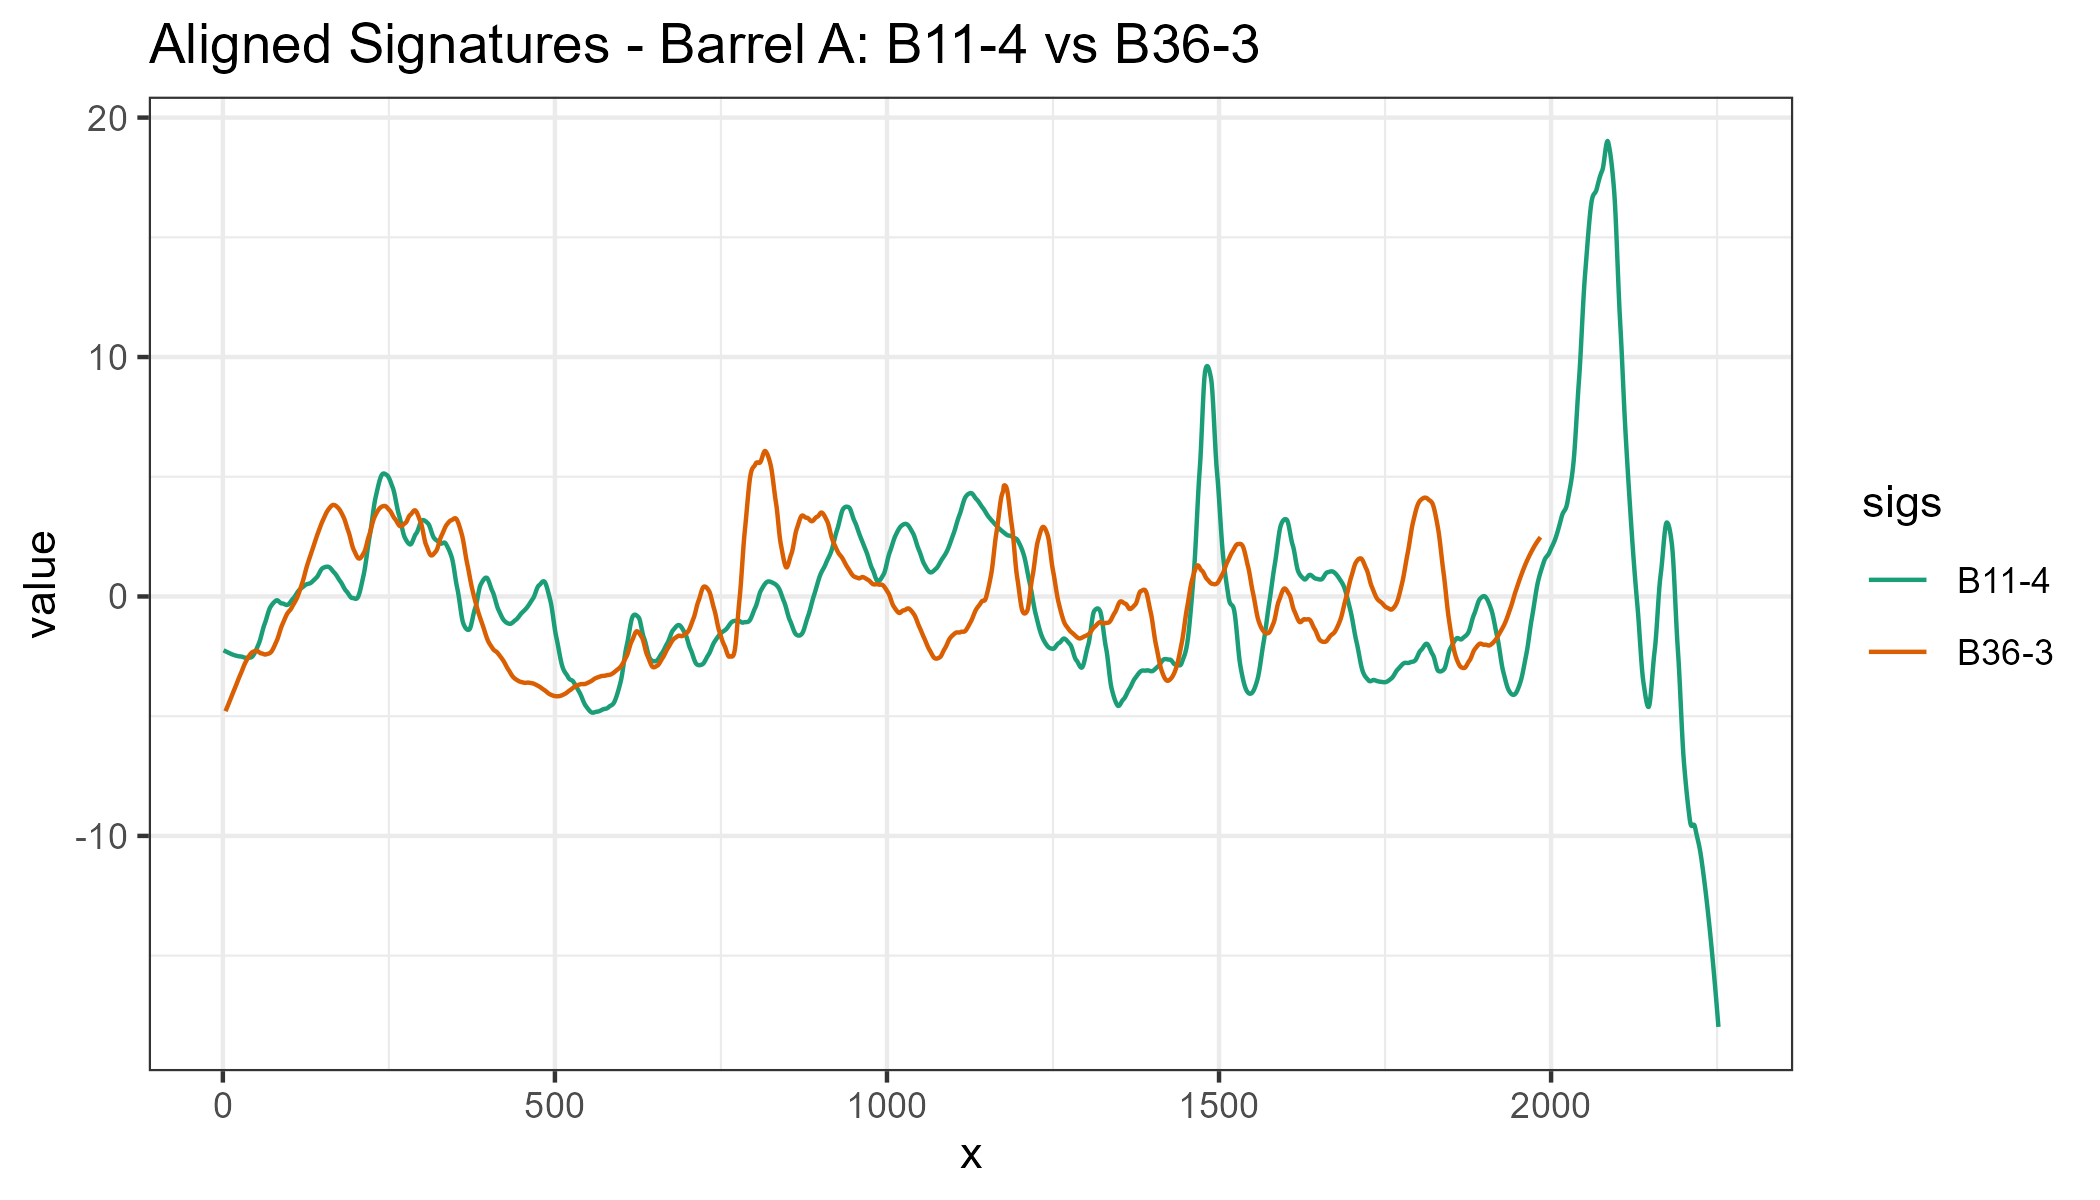 Aligned Signatures - Barrel A: B11-4 vs B36-3
20
10
0
-10
value
0 500 1000 1500 2000
x
sigs
B11-4
B36-3